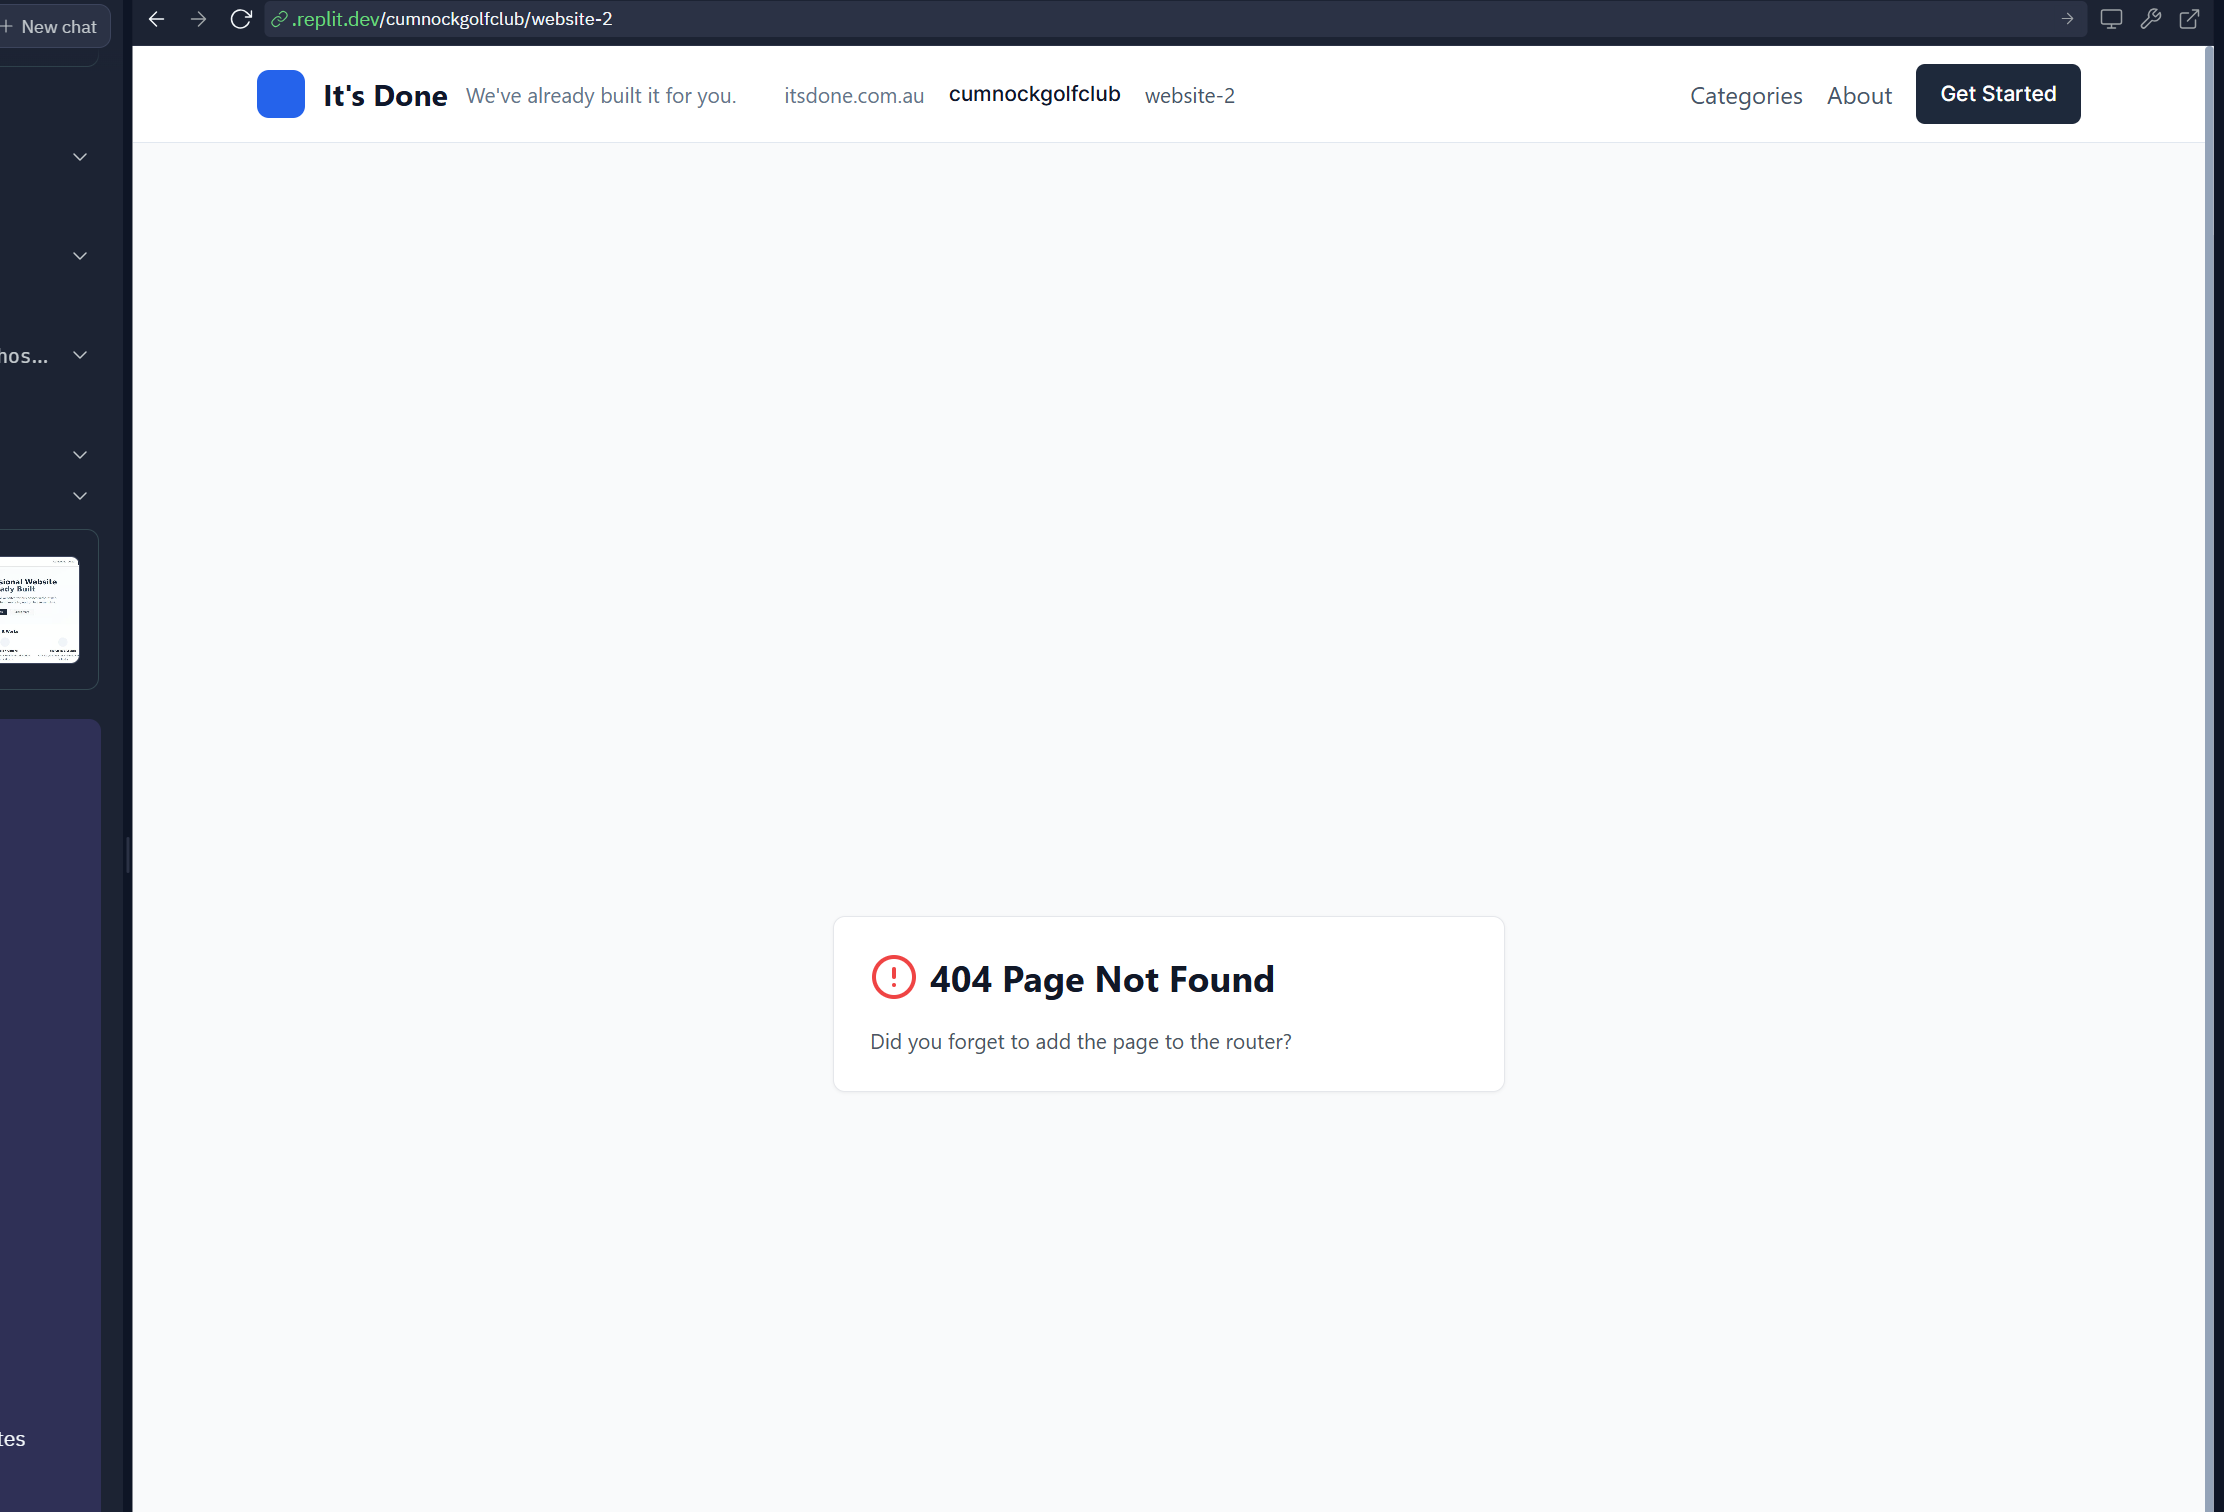 New chat
.replit.dev/cumnockgolfclub/website-2
It's Done We've already built it for you. itsdone.com.au cumnockgolfclub website-2 Categories About Get Started
hos...
sional Website
ady Built
404 Page Not Found
Did you forget to add the page to the router?
tes